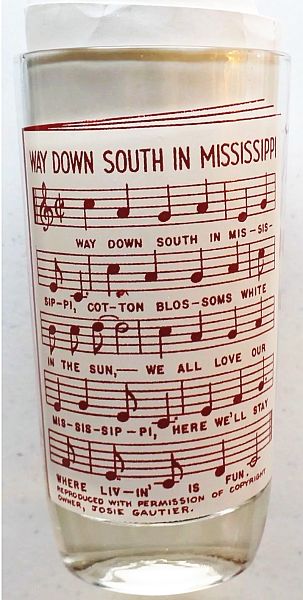 WAY DOWN SOUTH IN MISSISSIPPI
WAY DOWN SOUTH IN MIS-SIS-
SIP-PI, COT-TON BLOS-SOMS WHITE
IN THE SUN,— WE ALL LOVE OUR
MIS-SIS-SIP-PI, HERE WE'LL STAY
WHERE LIV-IN' IS FUN.
REPRODUCED WITH PERMISSION OF COPYRIGHT
OWNER, JOSIE GAUTIER.